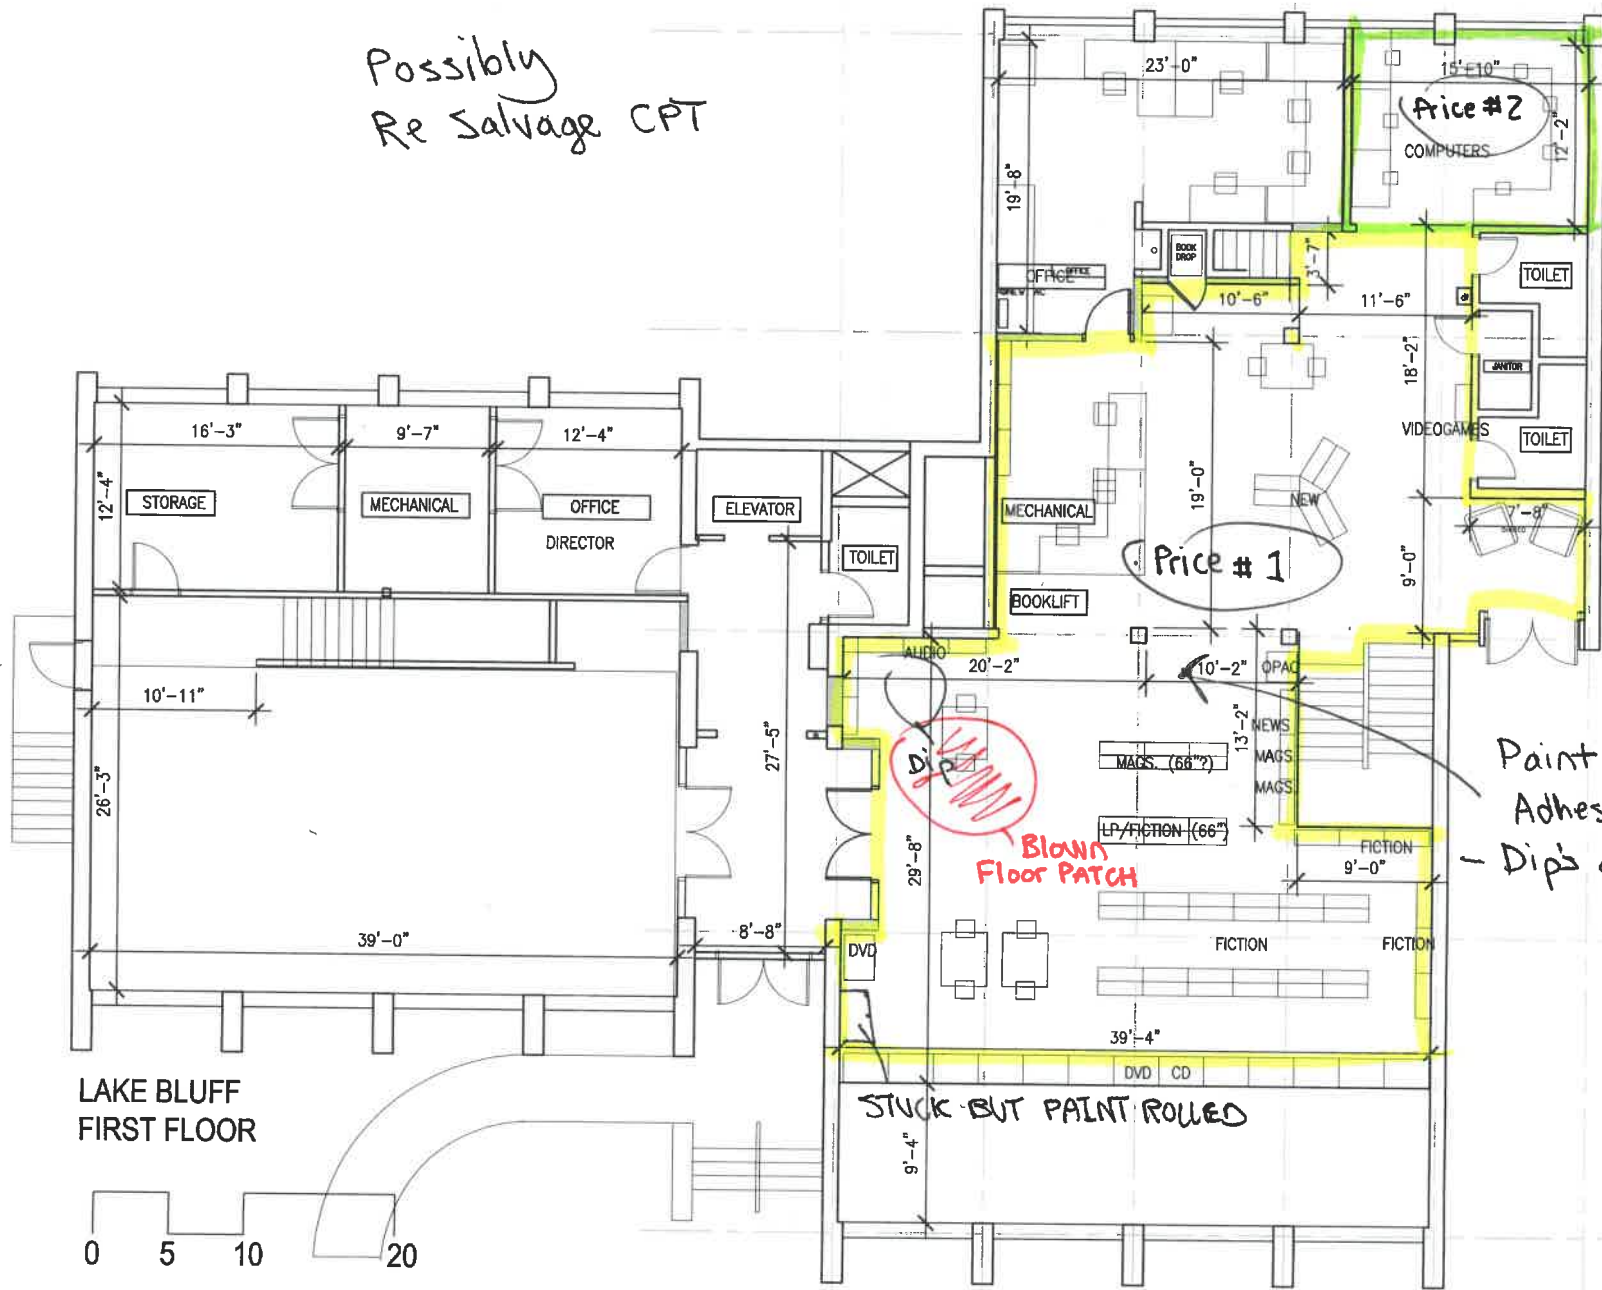 Possibly
Re Salvage CPT
23'-0"
15'-10"
Price #2
COMPUTERS
12'-2"
19'-8"
BOOK
DROP
3'-7"
OFFICE
OFFICE
TOILET
10'-6"
11'-6"
18'-2"
JANITOR
VIDEOGAMES
TOILET
16'-3"
9'-7"
12'-4"
12'-4"
STORAGE
MECHANICAL
OFFICE
DIRECTOR
ELEVATOR
TOILET
MECHANICAL
19'-0"
NEW
7'-8"
Price #1
9'-0"
BOOKLIFT
AUDIO
20'-2"
10'-2"
OPAC
10'-11"
NEWS
13'-2"
MAGS
MAGS
26'-3"
27'-5"
Dip
MAGS. (66"?)
Paint
Adhes
LP/FICTION (66")
Blown
Floor PATCH
29'-8"
FICTION
9'-0"
- Dip's
39'-0"
8'-8"
DVD
FICTION
FICTION
39'-4"
DVD CD
STUCK BUT PAINT ROLLED
9'-4"
LAKE BLUFF
FIRST FLOOR
0 5 10 20